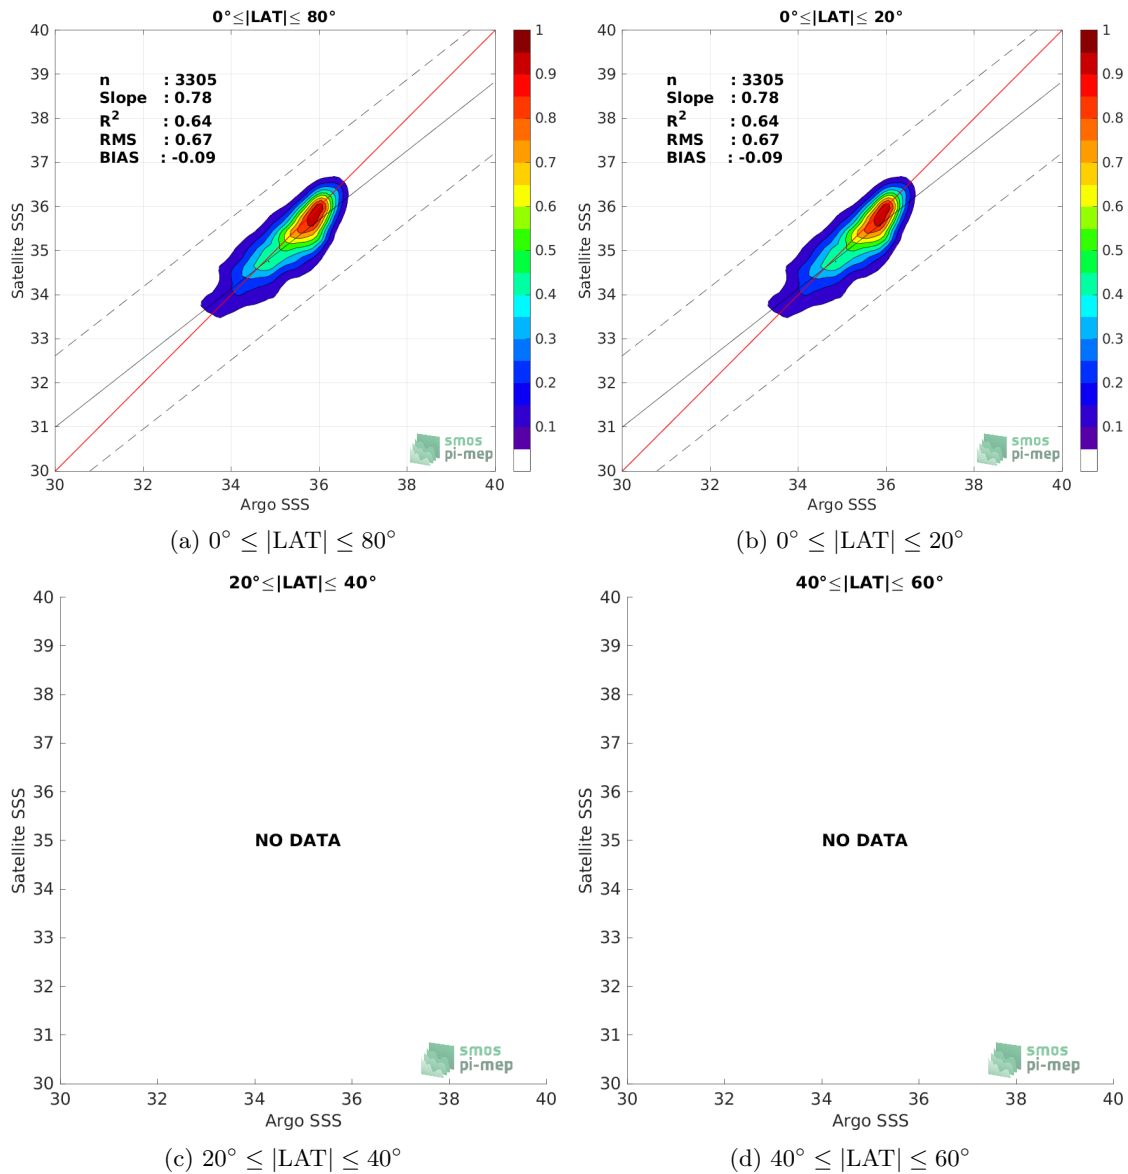 0°≤|LAT|≤ 80°
40
39
38
37
36
35
34
33
32
31
30
Satellite SSS
n : 3305
Slope : 0.78
R² : 0.64
RMS : 0.67
BIAS : -0.09
smos
pi-mep
30 32 34 36 38 40
Argo SSS
1
0.9
0.8
0.7
0.6
0.5
0.4
0.3
0.2
0.1
(a) 0° ≤ |LAT| ≤ 80°
0°≤|LAT|≤ 20°
40
39
38
37
36
35
34
33
32
31
30
Satellite SSS
n : 3305
Slope : 0.78
R² : 0.64
RMS : 0.67
BIAS : -0.09
smos
pi-mep
30 32 34 36 38 40
Argo SSS
1
0.9
0.8
0.7
0.6
0.5
0.4
0.3
0.2
0.1
(b) 0° ≤ |LAT| ≤ 20°
20°≤|LAT|≤ 40°
40
39
38
37
36
35
34
33
32
31
30
Satellite SSS
NO DATA
smos
pi-mep
30 32 34 36 38 40
Argo SSS
(c) 20° ≤ |LAT| ≤ 40°
40°≤|LAT|≤ 60°
40
39
38
37
36
35
34
33
32
31
30
Satellite SSS
NO DATA
smos
pi-mep
30 32 34 36 38 40
Argo SSS
(d) 40° ≤ |LAT| ≤ 60°